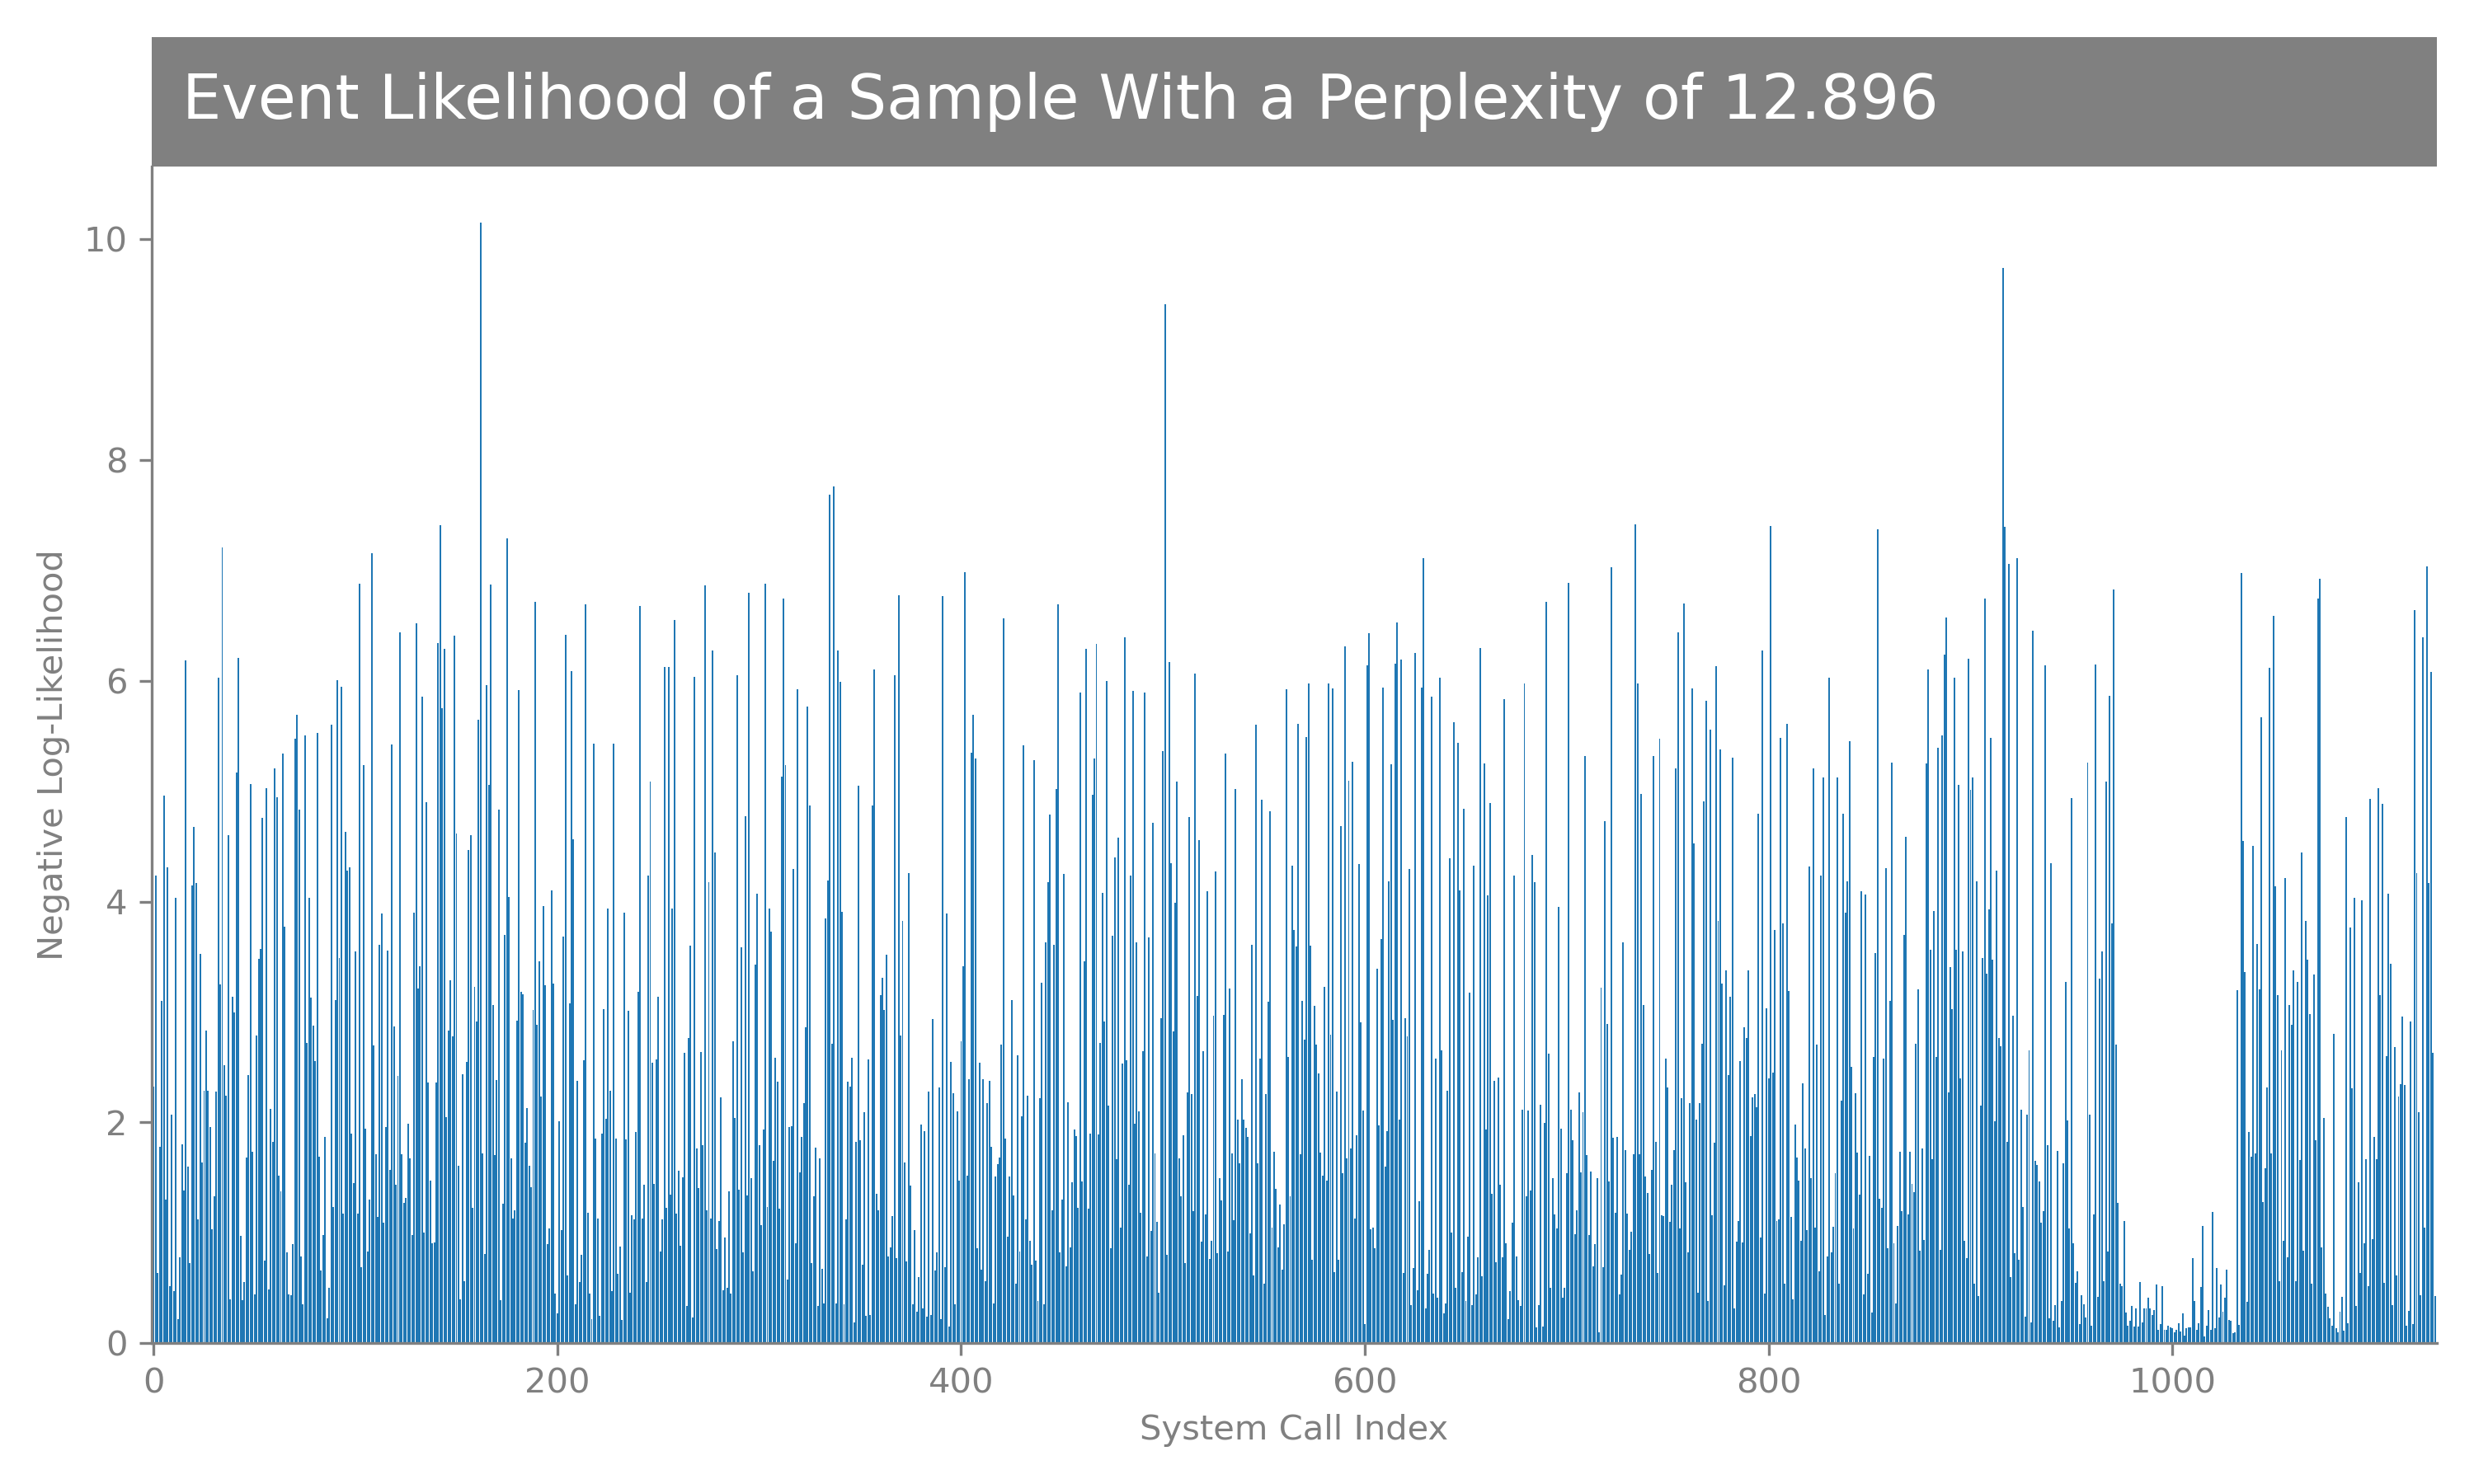 Event Likelihood of a Sample With a Perplexity of 12.896
10
8
6
4
2
0
Negative Log-Likelihood
0 200 400 600 800 1000
System Call Index